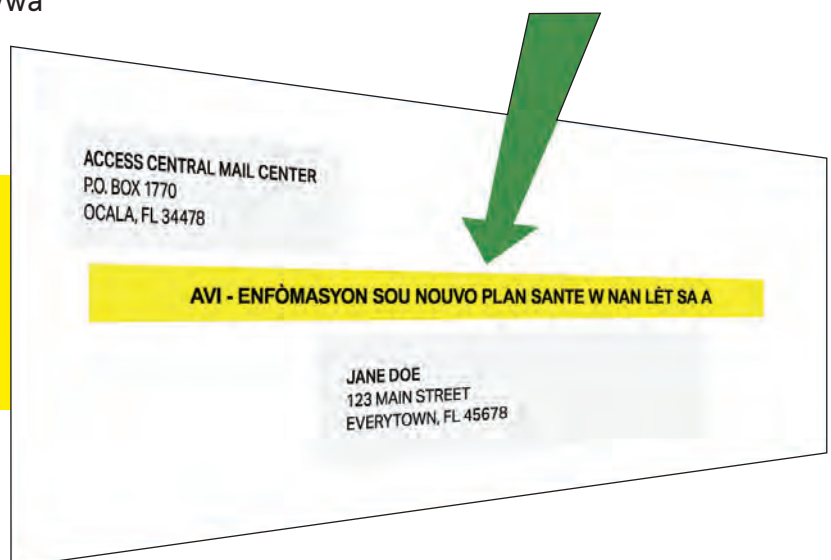 ACCESS CENTRAL MAIL CENTER
P.O. BOX 1770
OCALA, FL 34478
AVI - ENFÒMASYON SOU NOUVO PLAN SANTE W NAN LÈT SA A
JANE DOE
123 MAIN STREET
EVERYTOWN, FL 45678